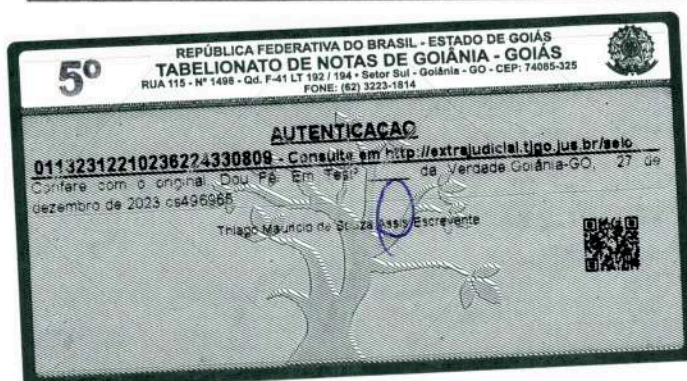 5º
REPÚBLICA FEDERATIVA DO BRASIL - ESTADO DE GOIÁS
TABELIONATO DE NOTAS DE GOIÂNIA - GOIÁS
RUA 115 - Nº 1498 - Qd. F-41 LT 192 / 194 • Setor Sul - Goiânia - GO - CEP: 74085-325
FONE: (62) 3223-1814
AUTENTICAÇÃO
01132312210236224330809 - Consulte em http://extrajudicial.tjgo.jus.br/selo
Confere com o original. Dou Fé. Em Testº ____ da Verdade Goiânia-GO, 27 de
dezembro de 2023 cs496965
Thiago Mauricio de Souza Assis Escrevente